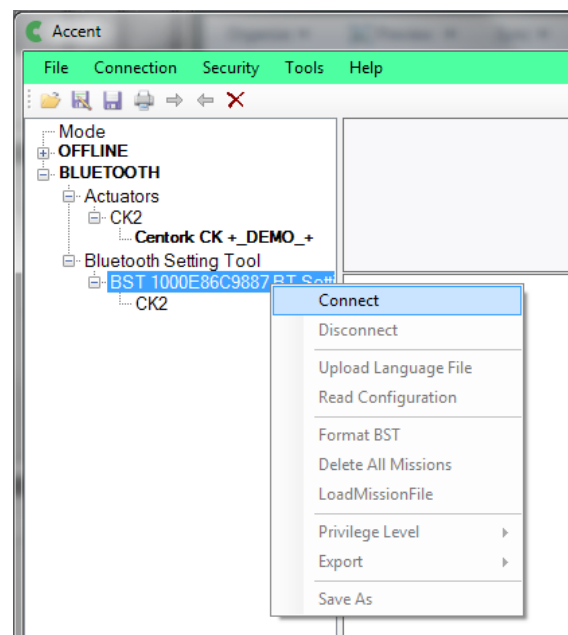 Accent
File Connection Security Tools Help
Mode
OFFLINE
BLUETOOTH
Actuators
CK2
Centork CK +_DEMO_+
Bluetooth Setting Tool
BST 1000E86C9887 BT Sett
CK2
Connect
Disconnect
Upload Language File
Read Configuration
Format BST
Delete All Missions
LoadMissionFile
Privilege Level
Export
Save As